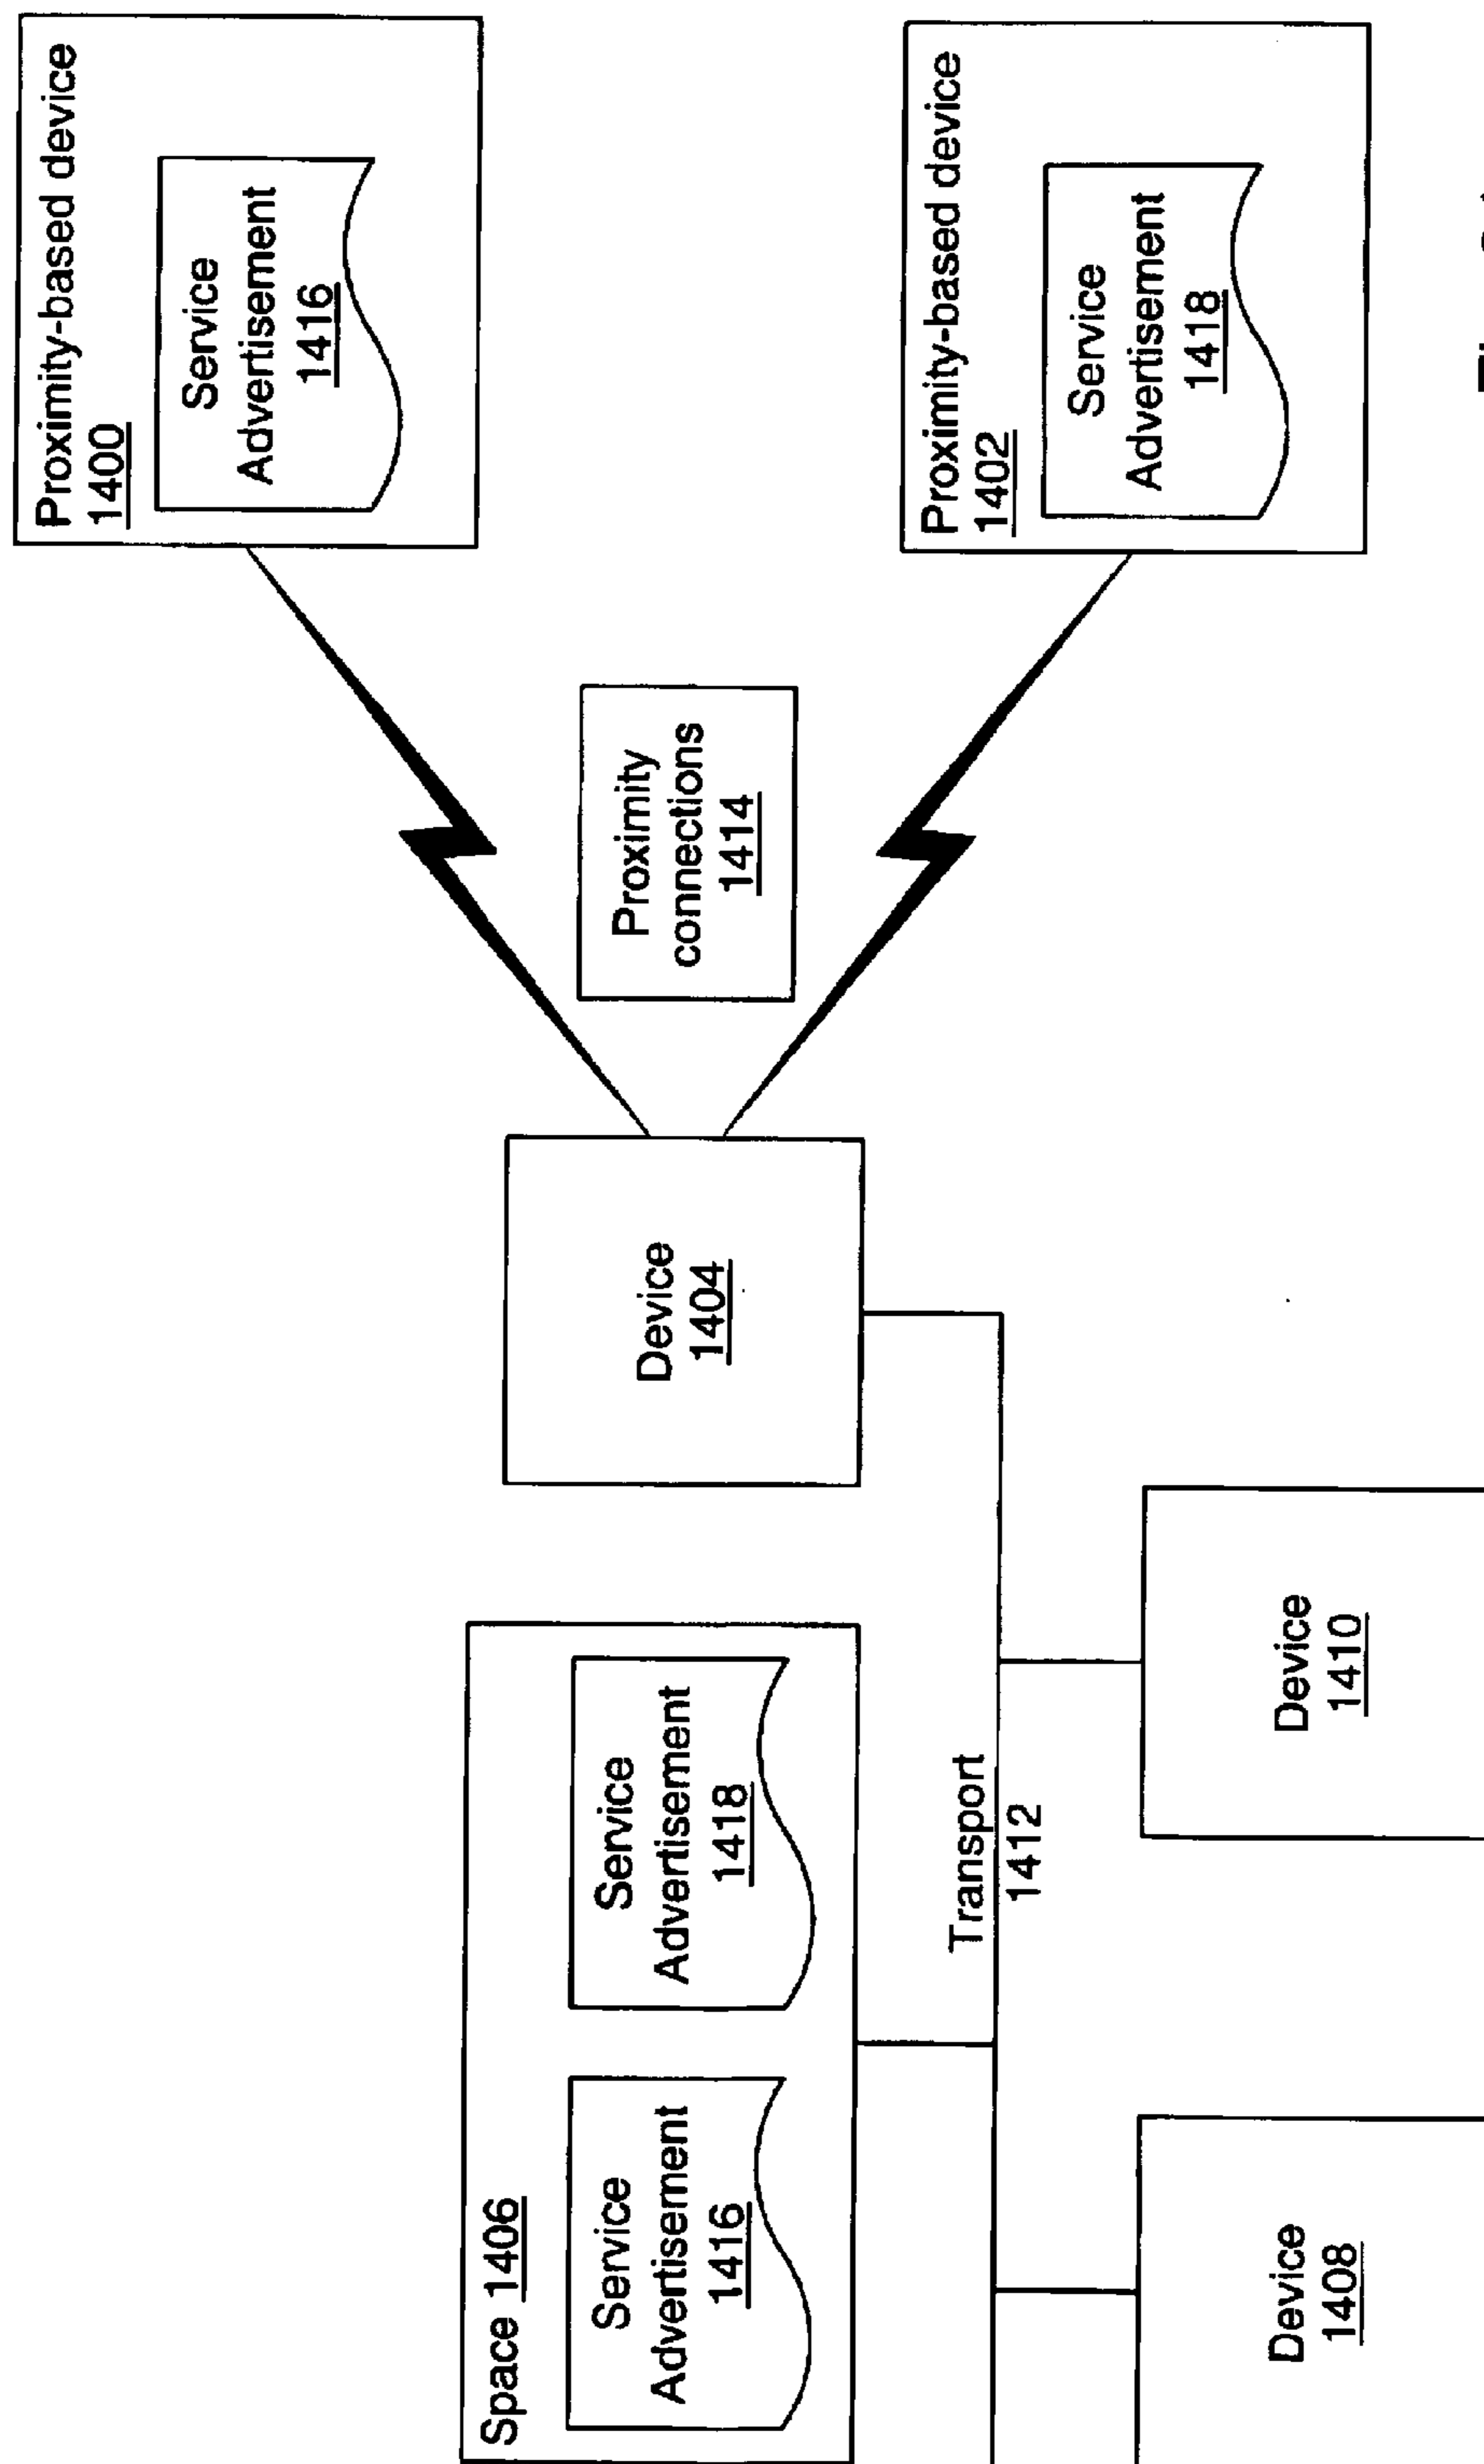 Proximity-based device
1400
Service
Advertisement
1416
Proximity
connections
1414
Proximity-based device
1402
Service
Advertisement
1418
Device
1404
Space 1406
Service
Advertisement
1416
Service
Advertisement
1418
Transport
1412
Device
1408
Device
1410